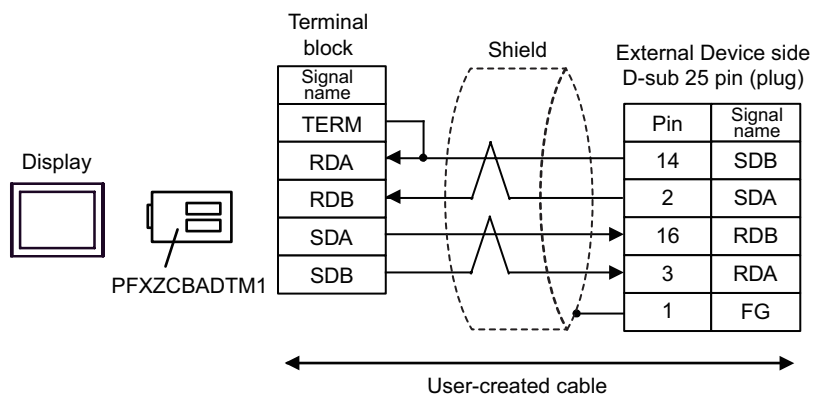 Display
PFXZCBADTM1
Terminal
block
Signal
name
TERM
RDA
RDB
SDA
SDB
Shield
External Device side
D-sub 25 pin (plug)
Pin
Signal
name
14 SDB
2 SDA
16 RDB
3 RDA
1 FG
User-created cable